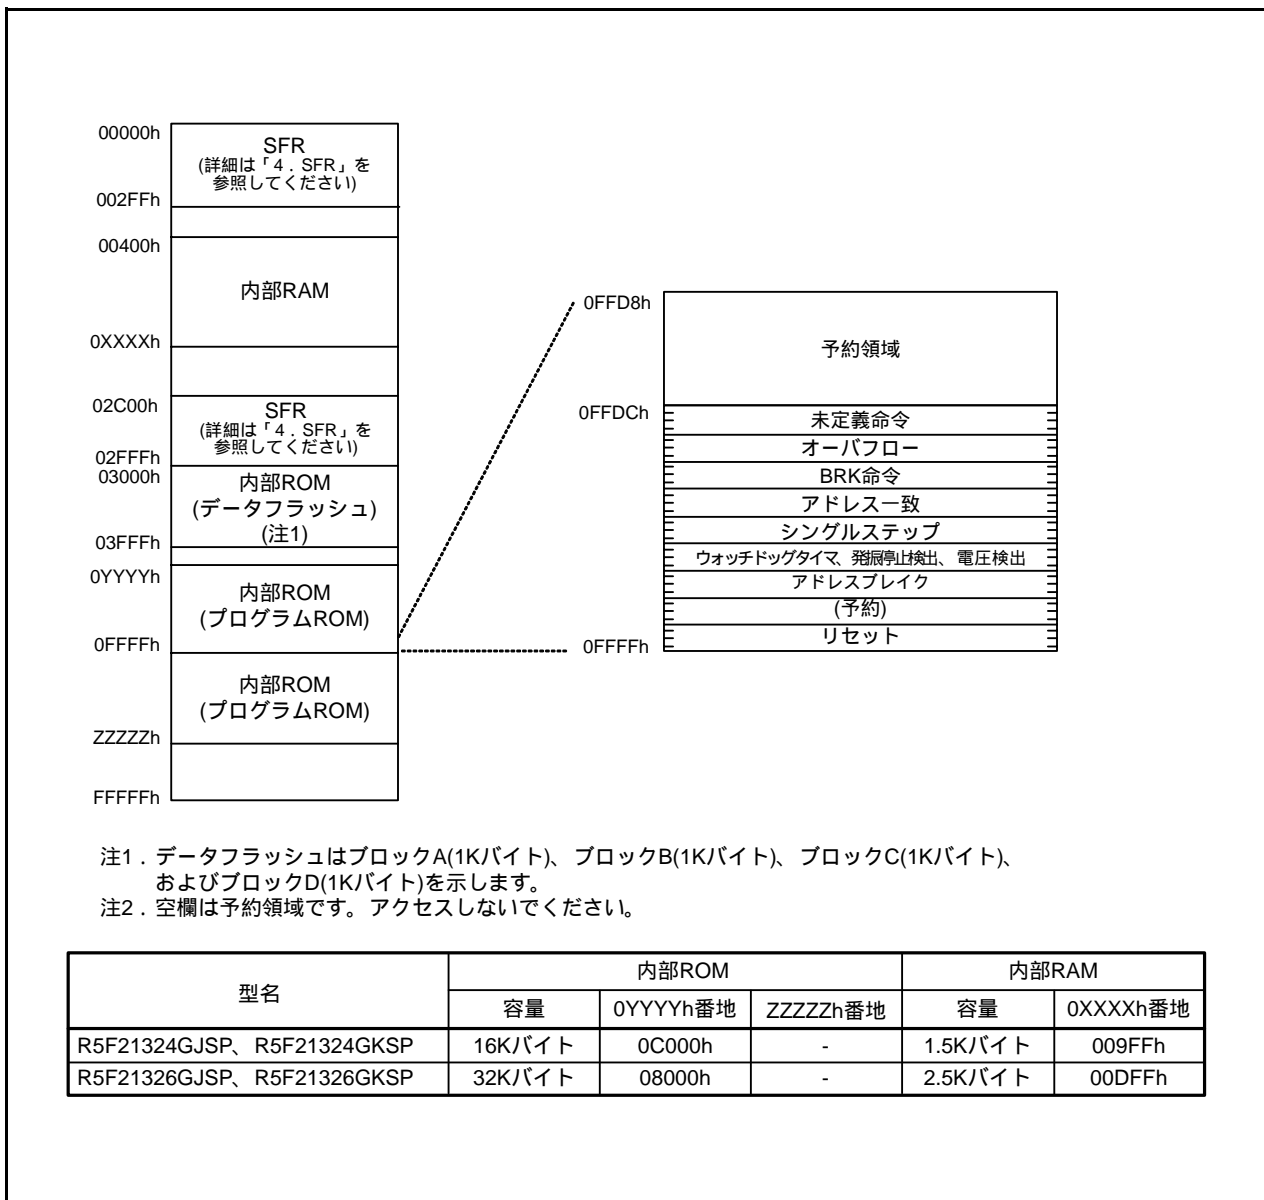 00000h
SFR
(詳細は「4．SFR」を
参照してください)
002FFh
00400h
内部RAM
0XXXXh
02C00h
SFR
(詳細は「4．SFR」を
参照してください)
02FFFh
03000h
内部ROM
(データフラッシュ)
(注1)
03FFFh
0YYYYh
内部ROM
(プログラムROM)
0FFFFh
内部ROM
(プログラムROM)
ZZZZZh
FFFFFh
0FFD8h
予約領域
0FFDCh
未定義命令
オーバフロー
BRK命令
アドレス一致
シングルステップ
ウォッチドッグタイマ、発振停止検出、電圧検出
アドレスブレイク
(予約)
リセット
0FFFFh
注1．データフラッシュはブロックA(1Kバイト)、ブロックB(1Kバイト)、ブロックC(1Kバイト)、
およびブロックD(1Kバイト)を示します。
注2．空欄は予約領域です。アクセスしないでください。
型名 内部ROM 内部RAM
容量 0YYYYh番地 ZZZZZh番地 容量 0XXXXh番地
R5F21324GJSP、R5F21324GKSP 16Kバイト 0C000h - 1.5Kバイト 009FFh
R5F21326GJSP、R5F21326GKSP 32Kバイト 08000h - 2.5Kバイト 00DFFh